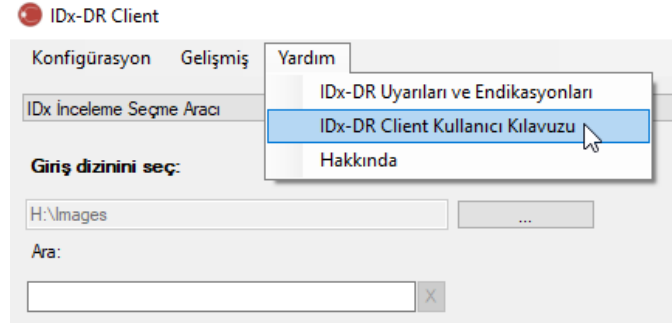 IDx-DR Client
Konfigürasyon Gelişmiş Yardım
IDx-DR Uyarıları ve Endikasyonları
IDx İnceleme Seçme Aracı
IDx-DR Client Kullanıcı Kılavuzu
Hakkında
Giriş dizinini seç:
H:\Images
...
Ara:
X